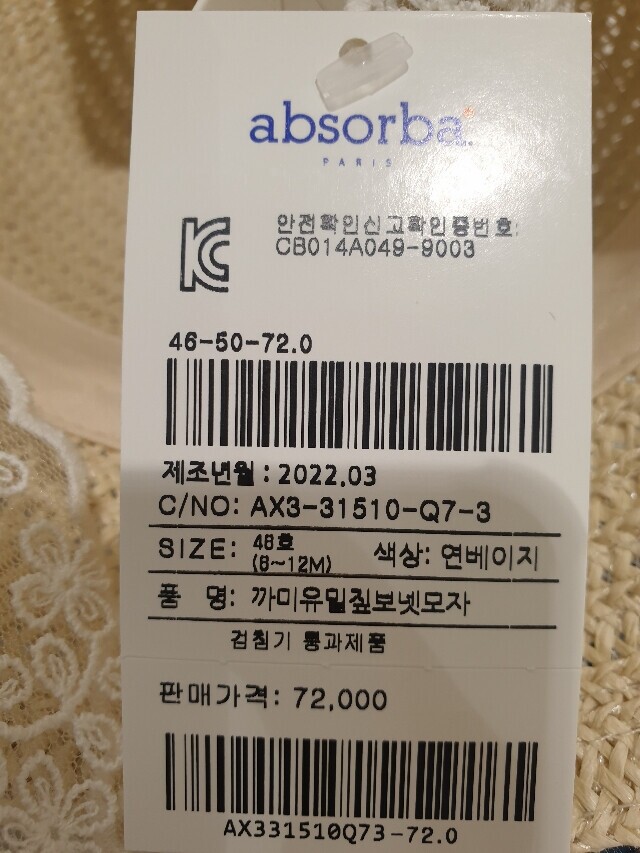 absorba
PARIS
안전확인신고확인증번호:
CB014A049-9003
46-50-72.0
제조년월 : 2022.03
C/NO: AX3-31510-Q7-3
SIZE: 46호 (6~12M) 색상: 연베이지
품 명: 까미유밀짚보넷모자
검침기 통과제품
판매가격: 72,000
AX331510Q73-72.0